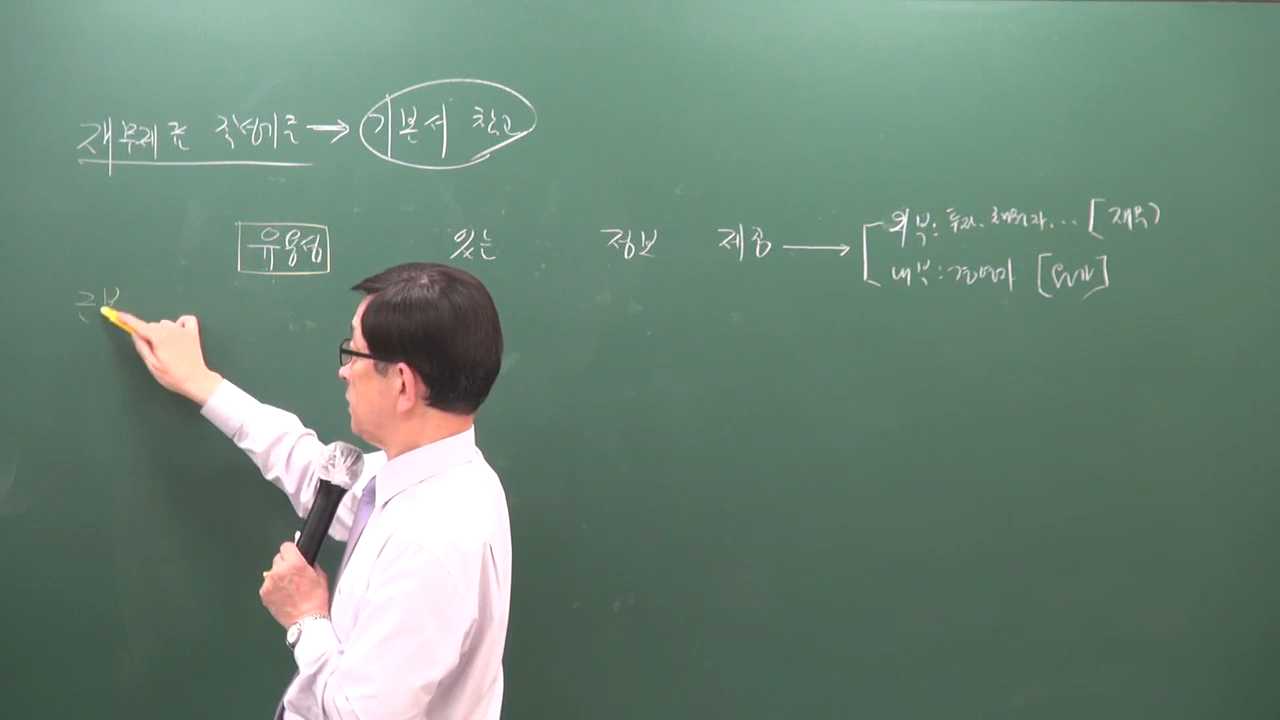 재무제표 작성기준 → 기본서 참고
유용성 있는 정보 제공 →
외부: 투자, 채권자... [재무]
내부: 경영자 [원가]
근본